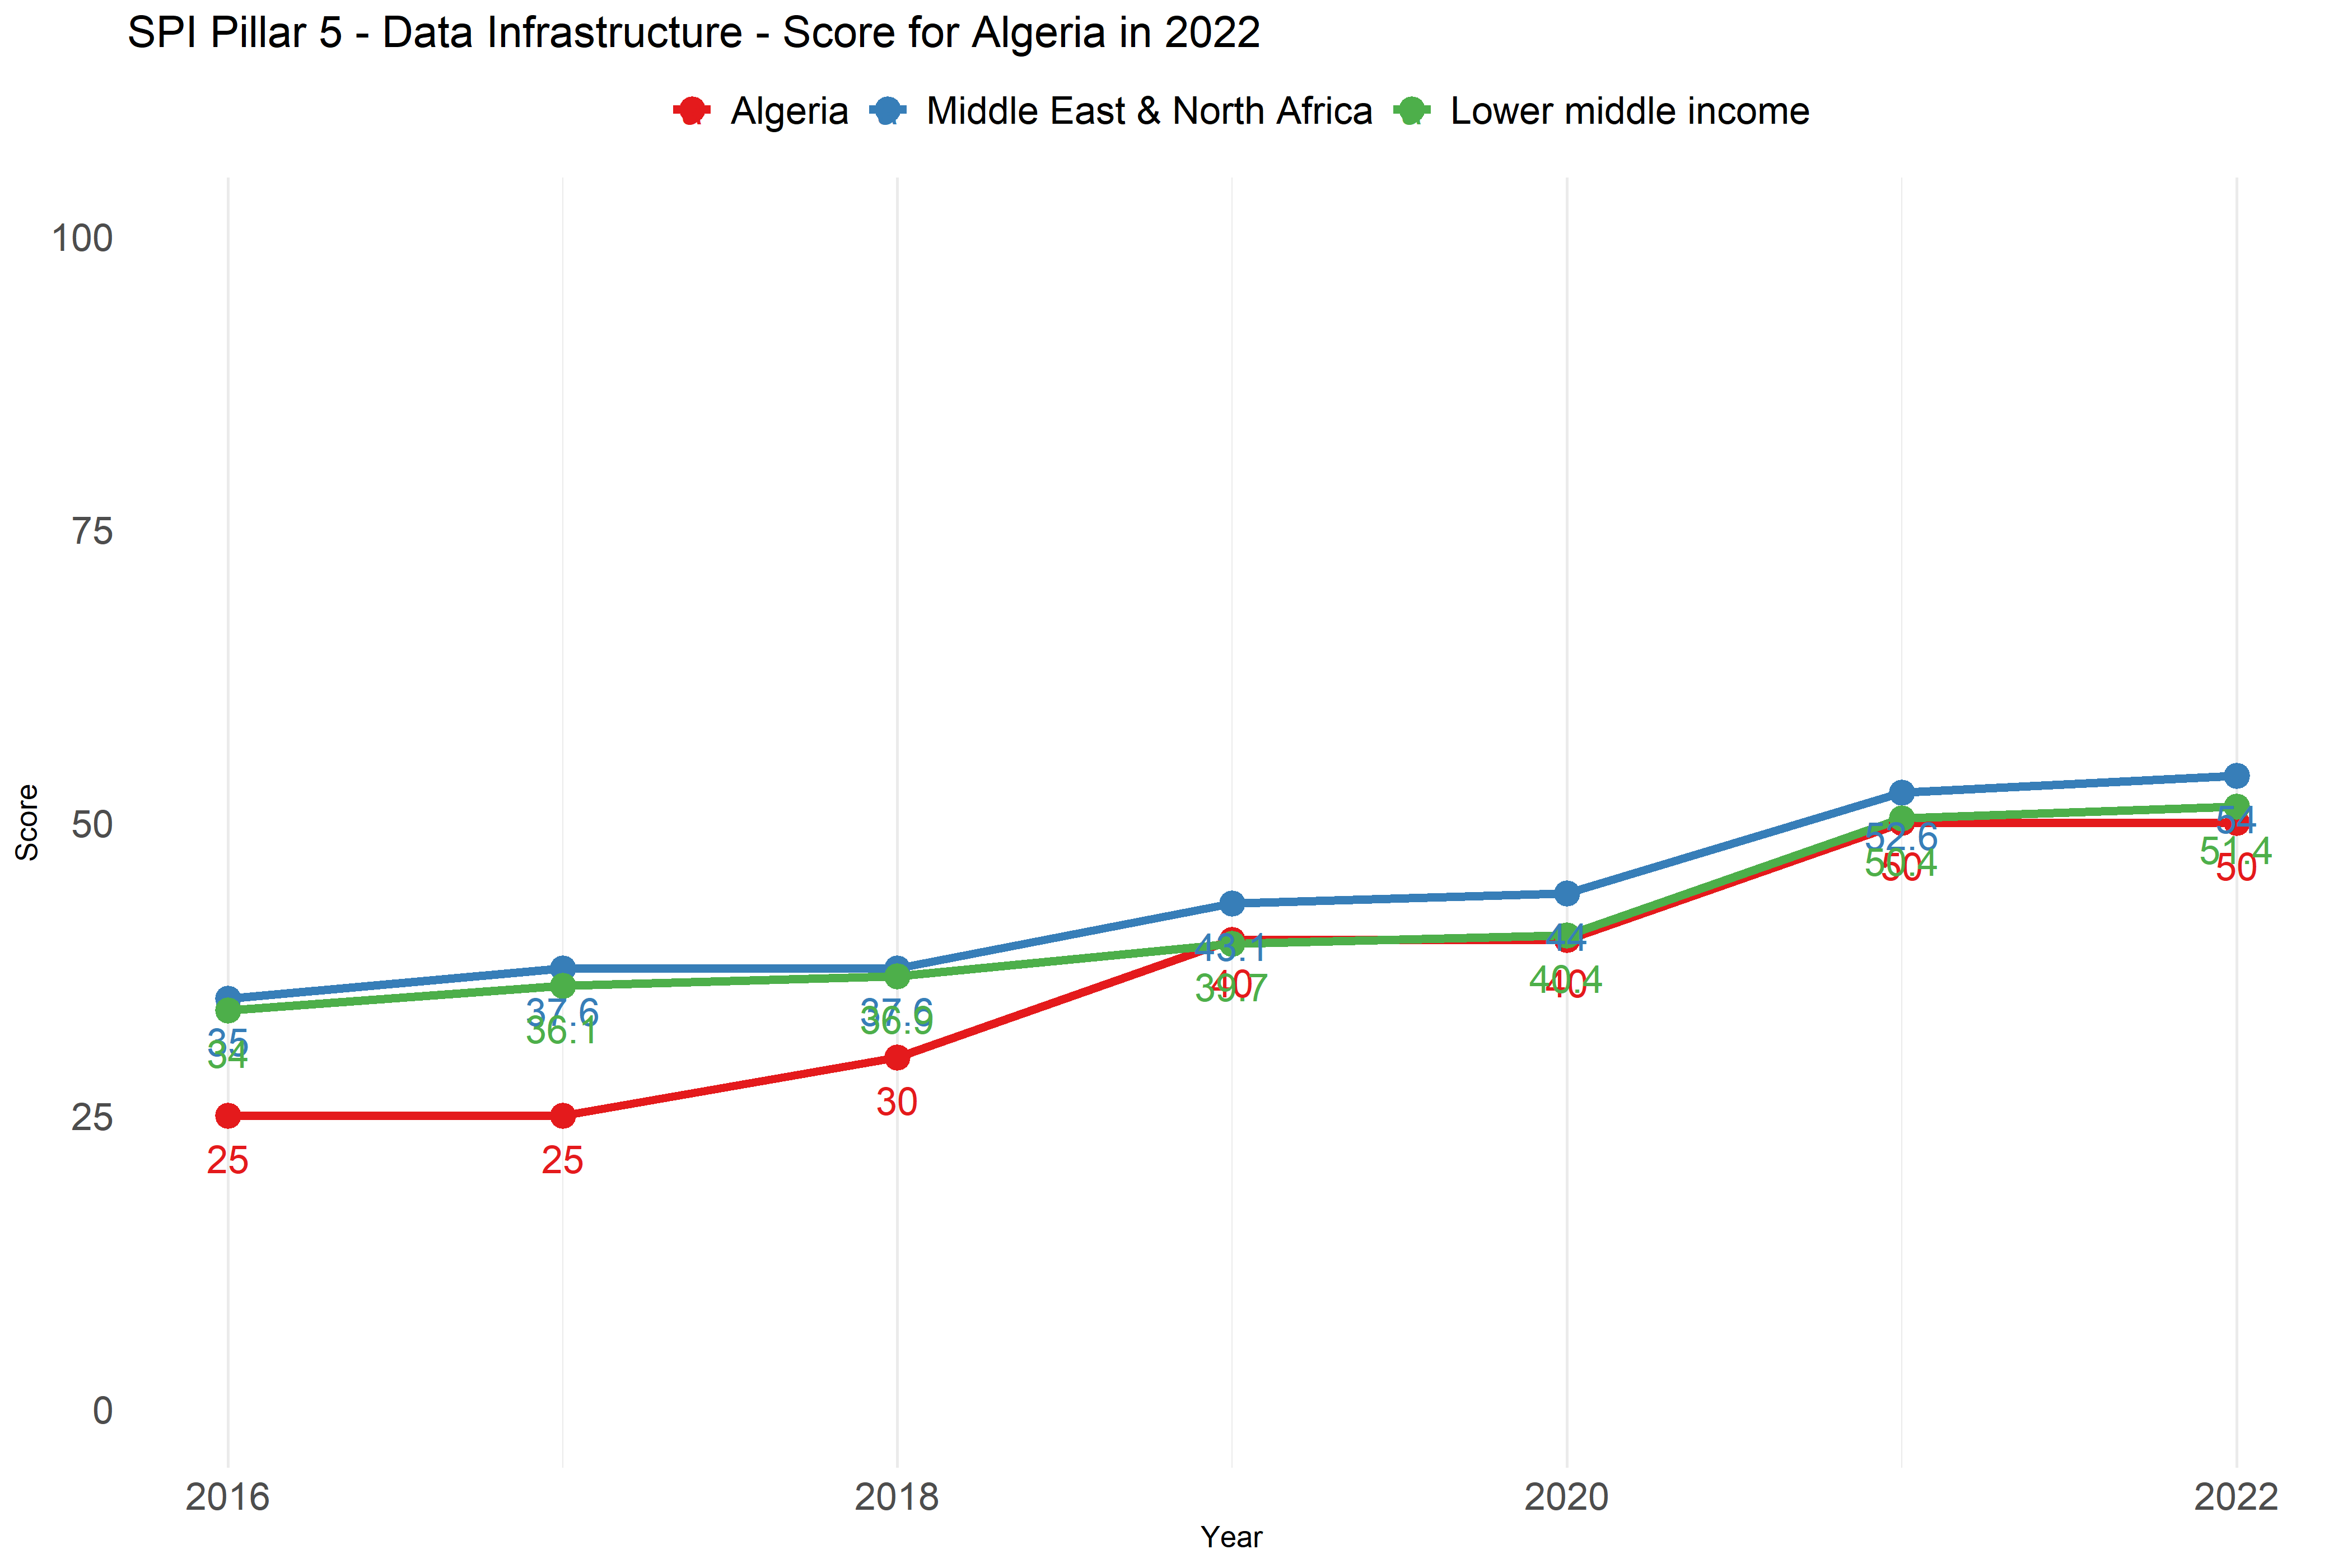 SPI Pillar 5 - Data Infrastructure - Score for Algeria in 2022
Algeria Middle East & North Africa Lower middle income
100
75
50
25
0
Score
35 37.6 37.6 43.1 44 52.6 54
34 36.1 36.9 39.7 40.4 50.4 51.4
25 25 30 40 40 50 50
2016 2018 2020 2022
Year